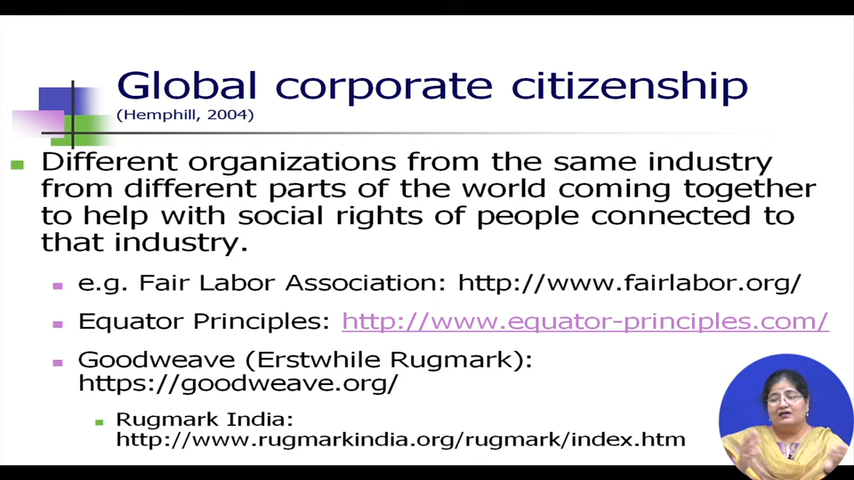 Global corporate citizenship
(Hemphill, 2004)
Different organizations from the same industry
from different parts of the world coming together
to help with social rights of people connected to
that industry.
e.g. Fair Labor Association: http://www.fairlabor.org/
Equator Principles: http://www.equator-principles.com/
Goodweave (Erstwhile Rugmark):
https://goodweave.org/
Rugmark India:
http://www.rugmarkindia.org/rugmark/index.htm